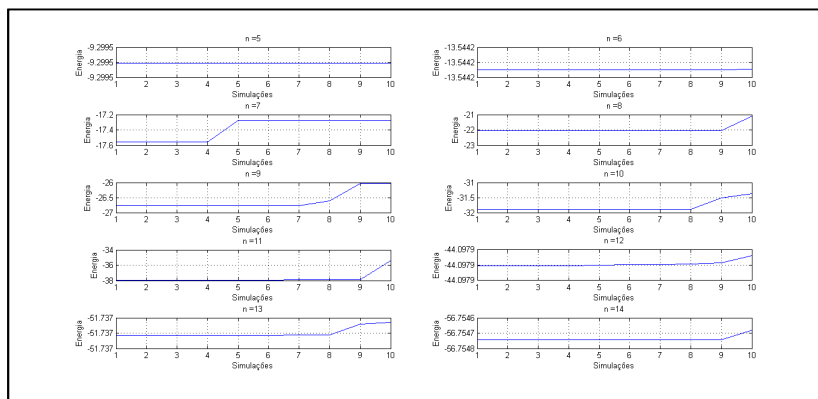 n =5
-9.2995
-9.2995
-9.2995
Energia
1 2 3 4 5 6 7 8 9 10
Simulações
n =6
-13.5442
-13.5442
-13.5442
Energia
1 2 3 4 5 6 7 8 9 10
Simulações
n =7
-17.2
-17.4
-17.6
Energia
1 2 3 4 5 6 7 8 9 10
Simulações
n =8
-21
-22
-23
Energia
1 2 3 4 5 6 7 8 9 10
Simulações
n =9
-26
-26.5
-27
Energia
1 2 3 4 5 6 7 8 9 10
Simulações
n =10
-31
-31.5
-32
Energia
1 2 3 4 5 6 7 8 9 10
Simulações
n =11
-34
-36
-38
Energia
1 2 3 4 5 6 7 8 9 10
Simulações
n =12
-44.0979
-44.0979
-44.0979
Energia
1 2 3 4 5 6 7 8 9 10
Simulações
n =13
-51.737
-51.737
-51.737
Energia
1 2 3 4 5 6 7 8 9 10
Simulações
n =14
-56.7546
-56.7547
-56.7548
Energia
1 2 3 4 5 6 7 8 9 10
Simulações